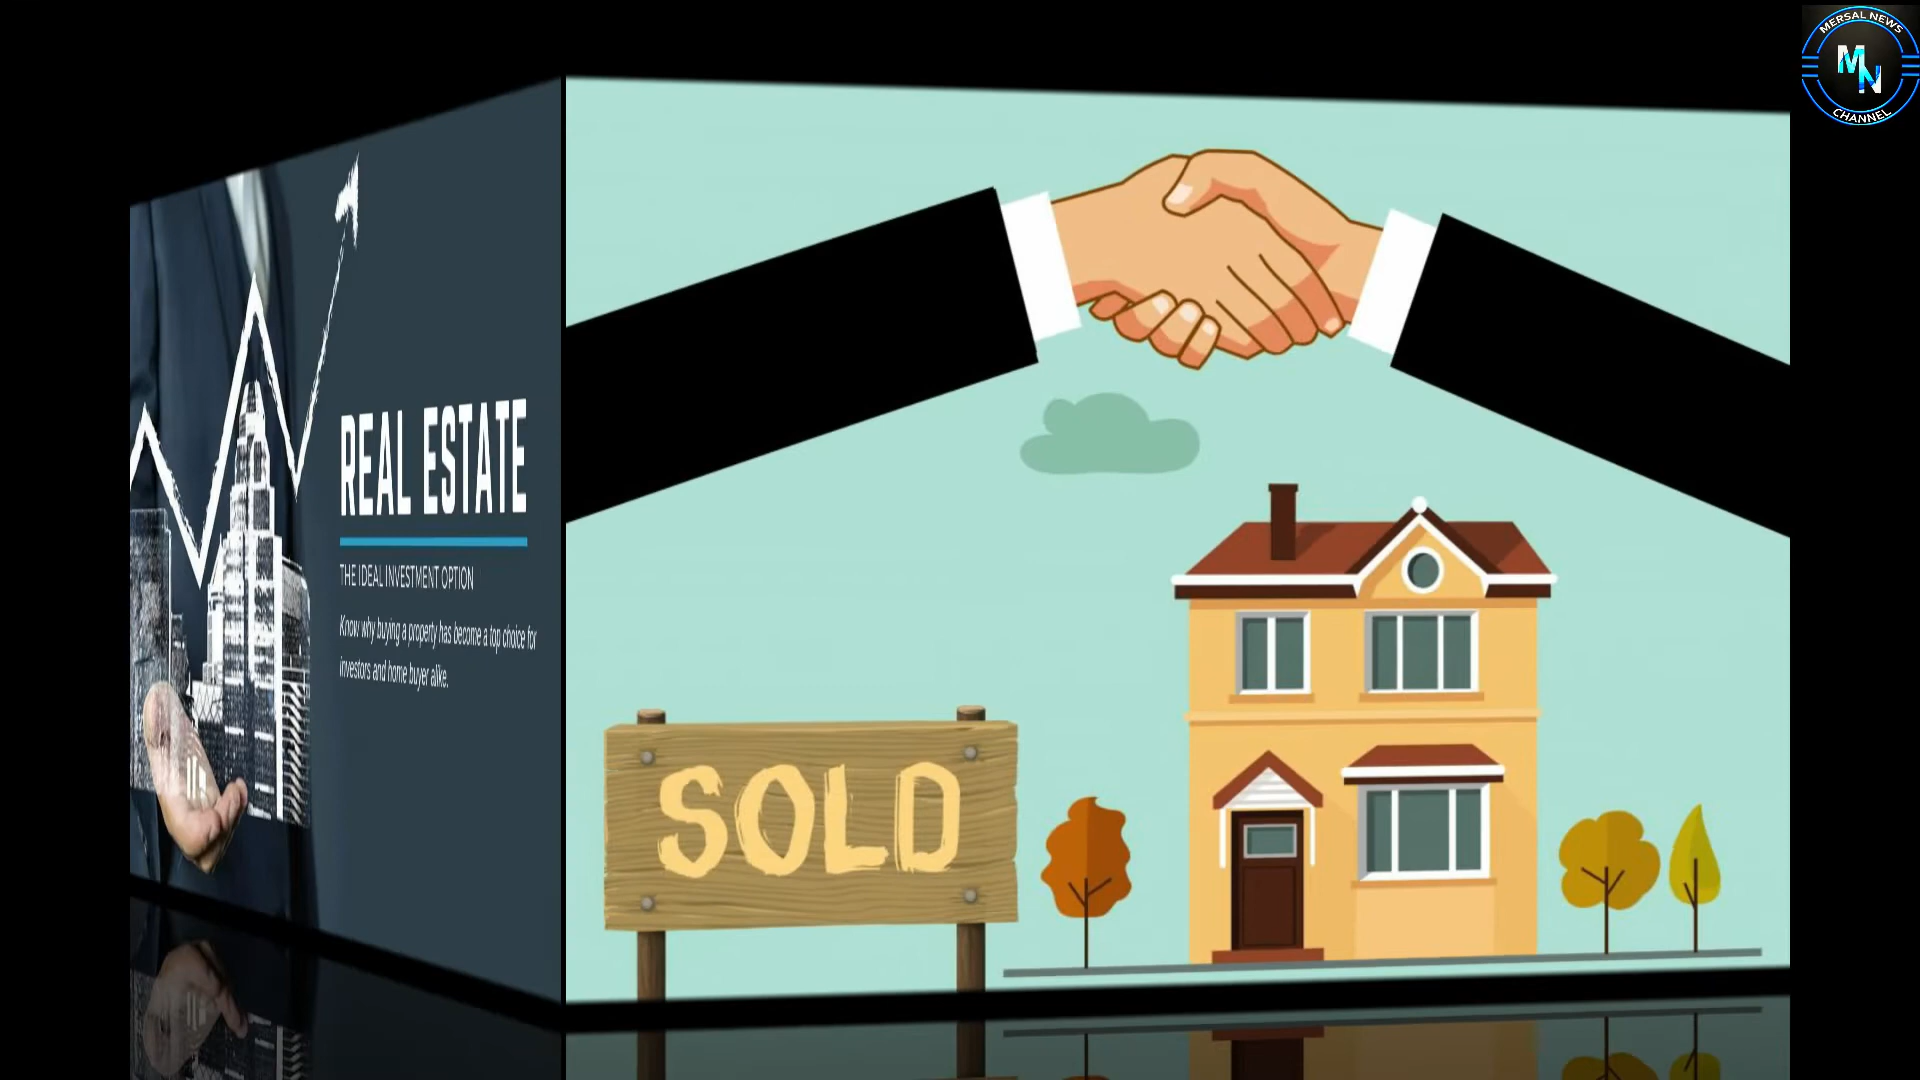 MERSAL NEWS
MN
CHANNEL
REAL ESTATE
THE IDEAL INVESTMENT OPTION
Know why buying a property has become a top choice for
investors and home buyer alike.
SOLD